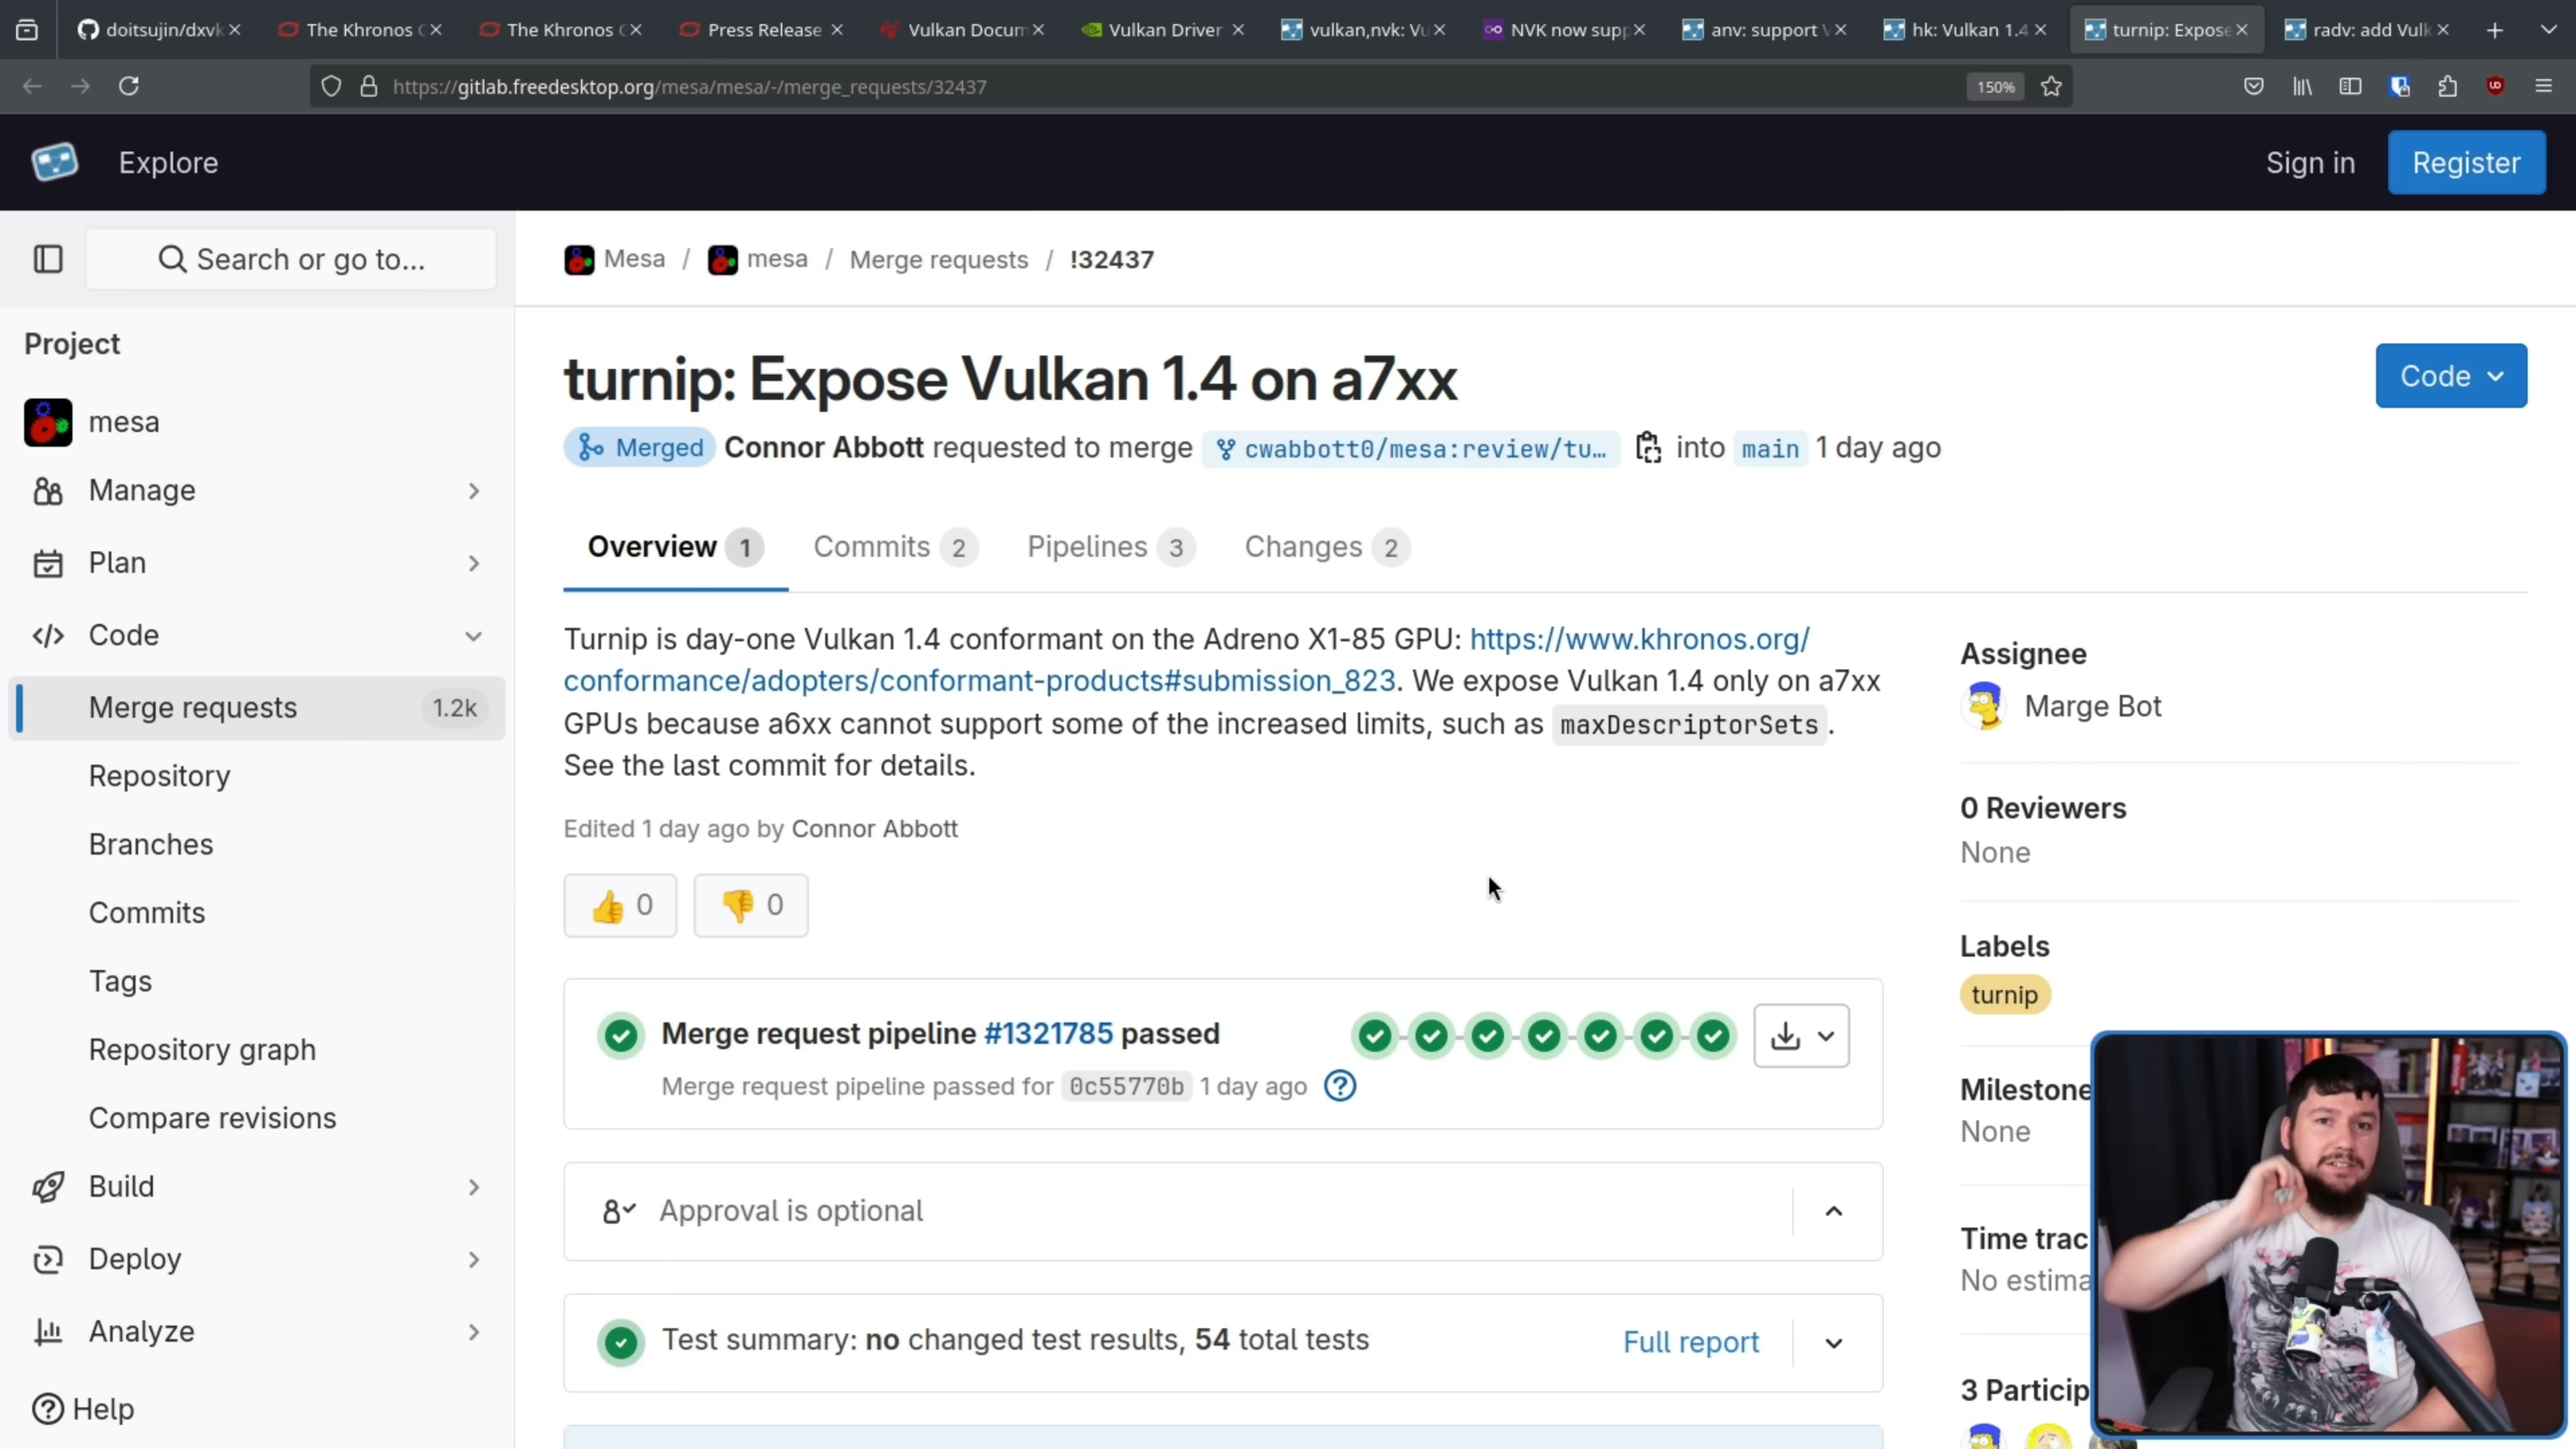 doitsujin/dxvk
The Khronos G
The Khronos G
Press Release
Vulkan Docum
Vulkan Driver
vulkan,nvk: Vu
NVK now supp
anv: support V
hk: Vulkan 1.4
turnip: Expose
radv: add Vulk
https://gitlab.freedesktop.org/mesa/mesa/-/merge_requests/32437
150%
Explore
Sign in
Register
Search or go to...
Mesa / mesa / Merge requests / !32437
Project
mesa
Manage
Plan
Code
Merge requests 1.2k
Repository
Branches
Commits
Tags
Repository graph
Compare revisions
Build
Deploy
Analyze
Help
turnip: Expose Vulkan 1.4 on a7xx
Code
Merged Connor Abbott requested to merge cwabbott0/mesa:review/tu... into main 1 day ago
Overview 1 Commits 2 Pipelines 3 Changes 2
Turnip is day-one Vulkan 1.4 conformant on the Adreno X1-85 GPU: https://www.khronos.org/
conformance/adopters/conformant-products#submission_823. We expose Vulkan 1.4 only on a7xx
GPUs because a6xx cannot support some of the increased limits, such as maxDescriptorSets.
See the last commit for details.
Edited 1 day ago by Connor Abbott
👍 0 👎 0
Merge request pipeline #1321785 passed
Merge request pipeline passed for 0c55770b 1 day ago
Approval is optional
Test summary: no changed test results, 54 total tests
Full report
Assignee
Marge Bot
0 Reviewers
None
Labels
turnip
Milestone
None
Time trac
No estima
3 Particip